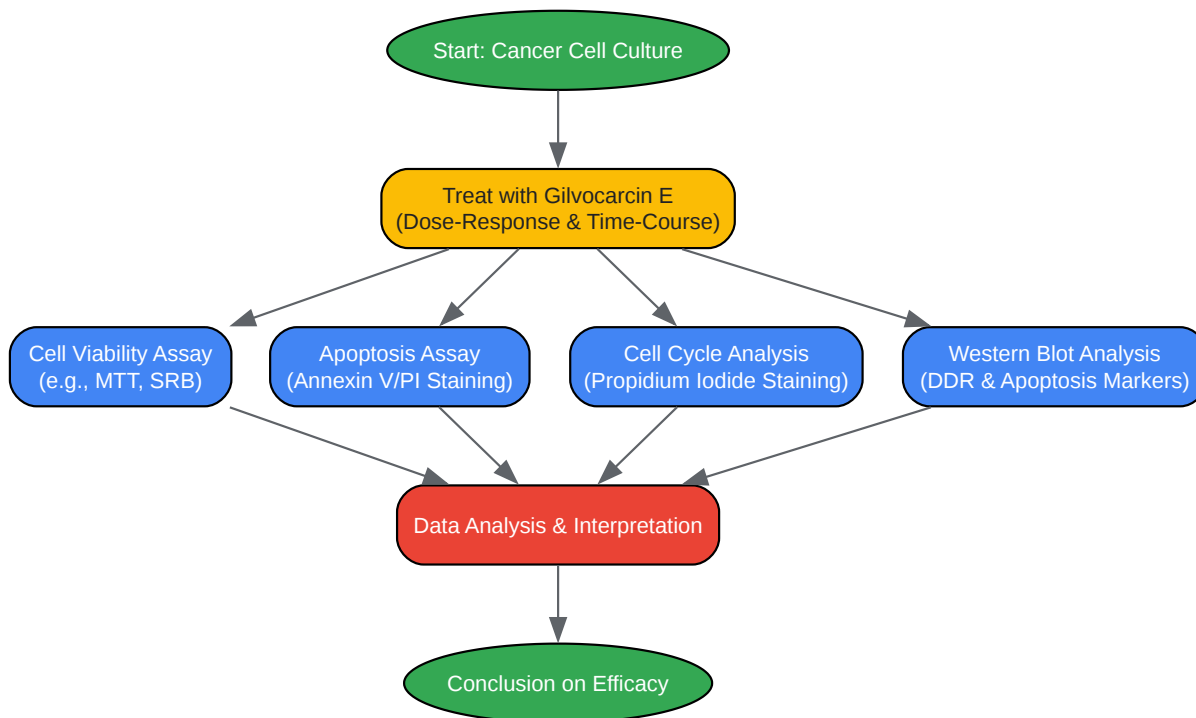 Start: Cancer Cell Culture
Treat with Gilvocarcin E
(Dose-Response & Time-Course)
Cell Viability Assay
(e.g., MTT, SRB)
Apoptosis Assay
(Annexin V/PI Staining)
Cell Cycle Analysis
(Propidium Iodide Staining)
Western Blot Analysis
(DDR & Apoptosis Markers)
Data Analysis & Interpretation
Conclusion on Efficacy